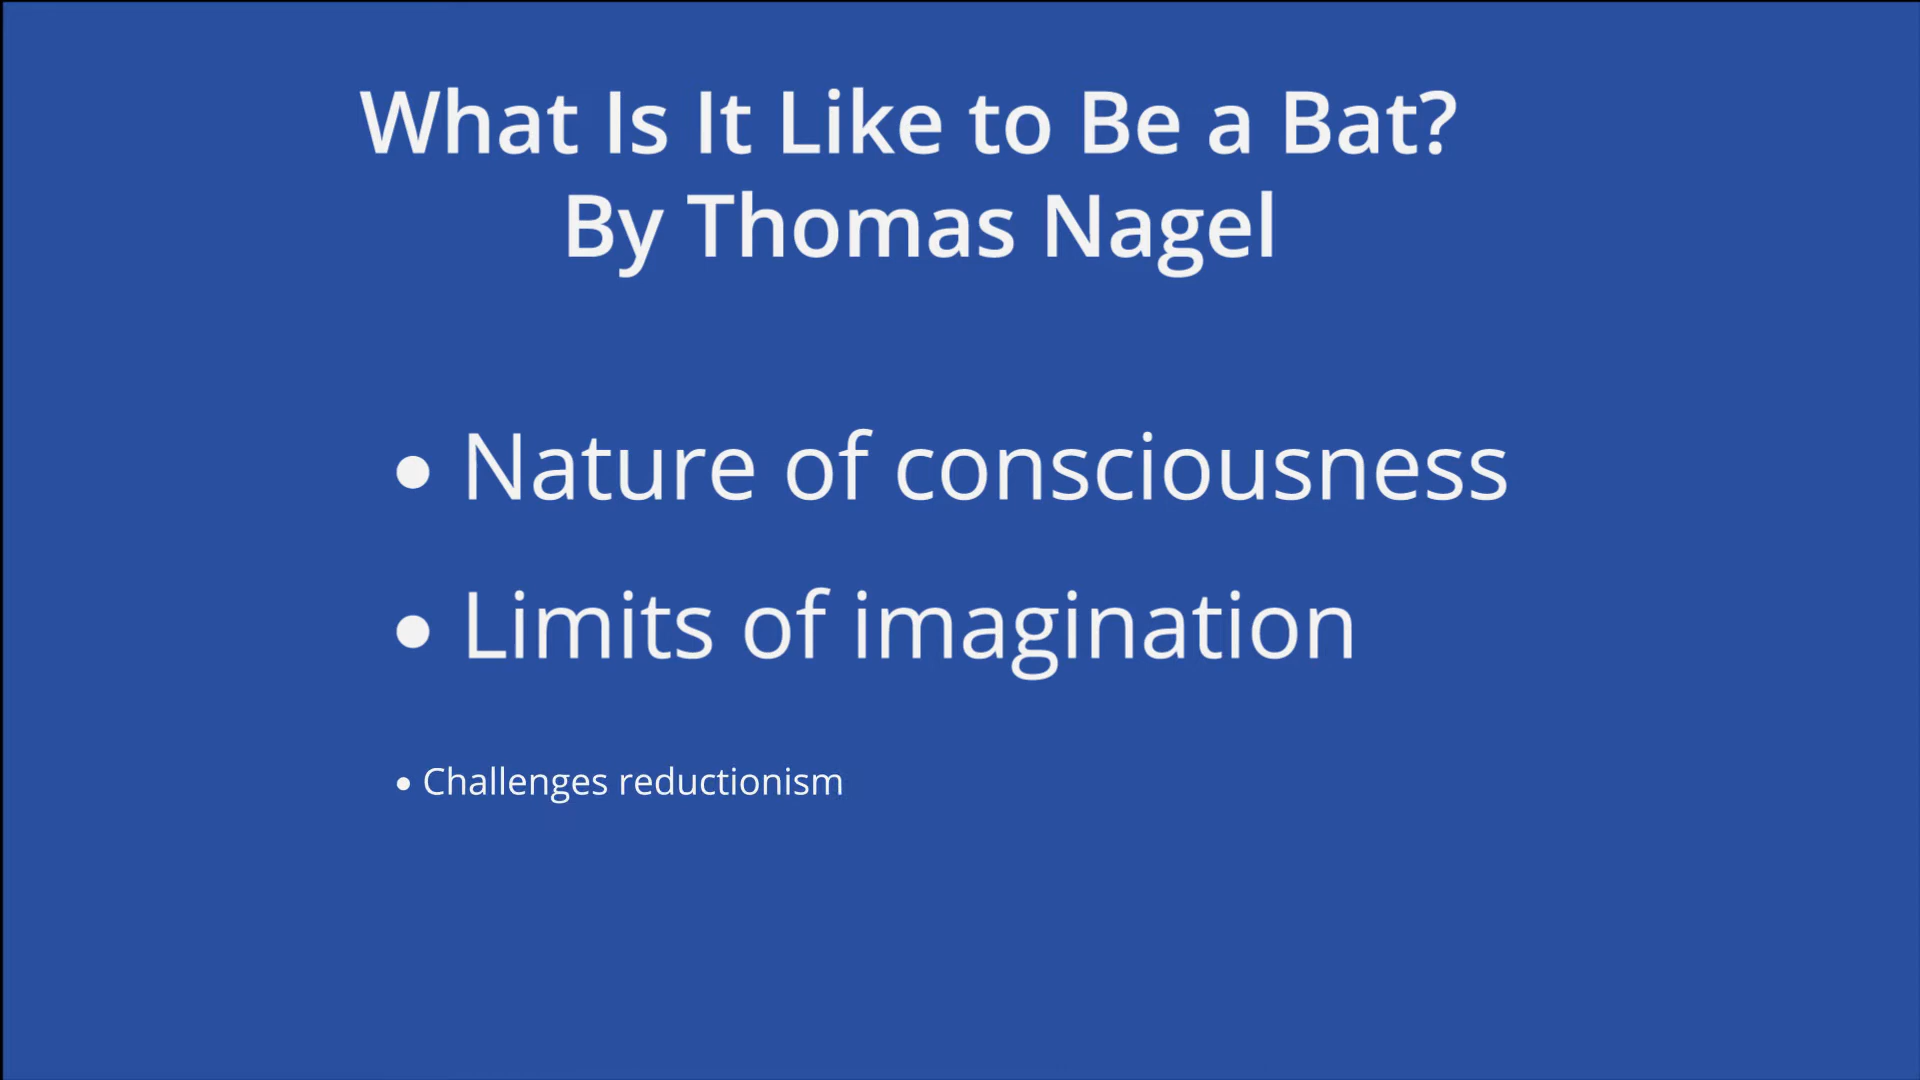 What Is It Like to Be a Bat?
By Thomas Nagel
• Nature of consciousness
• Limits of imagination
• Challenges reductionism